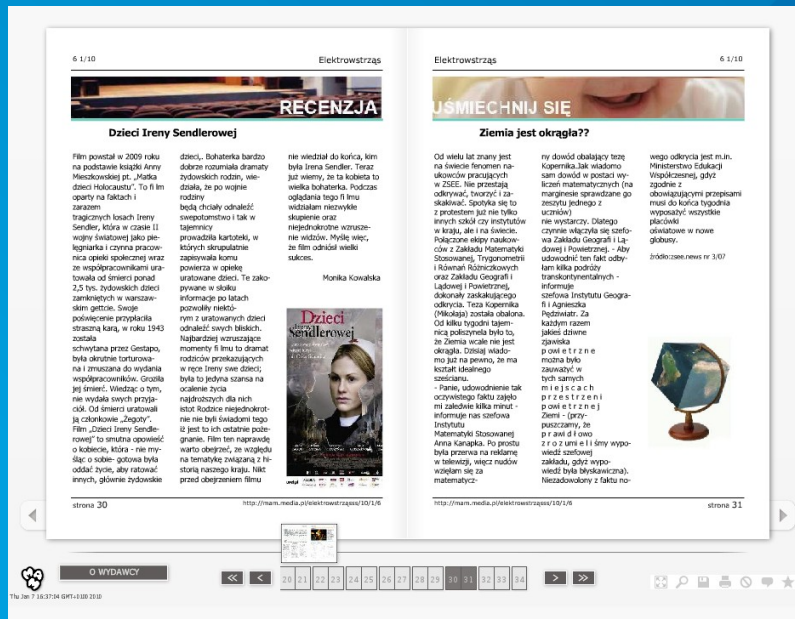 6 1/10
Elektrowstrząs
RECENZJA
Dzieci Ireny Sendlerowej
Film powstał w 2009 roku
na podstawie książki Anny
Mieszkowskiej pt. „Matka
dzieci Holocaustu”. To fi lm
oparty na faktach i
zarazem
tragicznych losach Ireny
Sendler, która w czasie II
wojny światowej jako pie-
lęgniarka i czynna pracow-
nica opieki społecznej wraz
ze współpracownikami ura-
towała od śmierci ponad
2,5 tys. żydowskich dzieci
zamkniętych w warszaw-
skim gettcie. Swoje
poświęcenie przypłaciła
straszną karą, w roku 1943
została
schwytana przez Gestapo,
była okrutnie torturowa-
na i zmuszana do wydania
współpracowników. Groziła
jej śmierć. Wiedząc o tym,
nie wydała swych przyja-
ciół. Od śmierci uratowali
ją członkowie „Żegoty”.
Film „Dzieci Ireny Sendle-
rowej” to smutna opowieść
o kobiecie, która - nie my-
śląc o sobie- gotowa była
oddać życie, aby ratować
innych, głównie żydowskie
dzieci,. Bohaterka bardzo
dobrze rozumiała dramaty
żydowskich rodzin, wie-
działa, że po wojnie
rodziny
będą chciały odnaleźć
swepotomstwo i tak w
tajemnicy
prowadziła kartoteki, w
których skrupulatnie
zapisywała komu
powierza w opiekę
uratowane dzieci. Te zako-
pywane w słoiku
informacje po latach
pozwoliły niektó-
rym z uratowanych dzieci
odnaleźć swych bliskich.
Najbardziej wzruszające
momenty fi lmu to dramat
rodziców przekazujących
w ręce Ireny swe dzieci;
była to jedyna szansa na
ocalenie życia
najdroższych dla nich
istot Rodzice niejednokrot-
nie nie byli świadomi tego
iż jest to ich ostatnie poże-
gnanie. Film ten naprawdę
warto obejrzeć, ze względu
na tematykę związaną z hi-
storią naszego kraju. Nikt
przed obejrzeniem filmu
nie wiedział do końca, kim
była Irena Sendler. Teraz
już wiemy, że ta kobieta to
wielka bohaterka. Podczas
oglądania tego fi lmu
widziałam niezwykłe
skupienie oraz
niejednokrotne wzrusze-
nie widzów. Myślę więc,
że film odniósł wielki
sukces.
Monika Kowalska
Dzieci
Sendlerowej
strona 30
http://mam.media.pl/elektrowstrząss/10/1/6
Elektrowstrząs
6 1/10
UŚMIECHNIJ SIĘ
Ziemia jest okrągła??
Od wielu lat znany jest
na świecie fenomen na-
ukowców pracujących
w ZSEE. Nie przestają
odkrywać, tworzyć i za-
skakiwać. Spotyka się to
z protestem już nie tylko
innych szkół czy instytutów
w kraju, ale i na świecie.
Połączone ekipy naukow-
ców z Zakładu Matematyki
Stosowanej, Trygonometrii
i Równań Różniczkowych
oraz Zakładu Geografi i
Lądowej i Powietrznej,
dokonały zaskakującego
odkrycia. Teza Kopernika
(Mikołaja) została obalona.
Od kilku tygodni tajem-
nicą poliszynela było to,
że Ziemia wcale nie jest
okrągła. Dzisiaj wiado-
mo już na pewno, że ma
kształt idealnego
sześcianu.
- Panie, udowodnienie tak
oczywistego faktu zajęło
mi zaledwie kilka minut -
informuje nas szefowa
Instytutu
Matematyki Stosowanej
Anna Kanapka. Po prostu
była przerwa na reklamę
w telewizji, więc nudów
wzięłam się za
matematycz-
ny dowód obalający tezę
Kopernika.Jak wiadomo
sam dowód w postaci wy-
liczeń matematycznych (na
marginesie sprawdzane go
zeszytu jednego z
uczniów)
nie wystarczy. Dlatego
czynnie włączyła się szefo-
wa Zakładu Geografi i Lą-
dowej i Powietrznej. - Aby
udowodnić ten fakt odby-
łam kilka podróży
transkontynentalnych -
informuje
szefowa Instytutu Geogra-
fi i Agnieszka
Pędziwiatr. Za
każdym razem
jakieś dziwne
zjawiska
p o w i e t r z n e
można było
zauważyć w
tych samych
m i e j s c a c h
p r z e s t r z e n i
p o w i e t r z n e j
Ziemi - (przy-
puszczamy, że
p r a w i d ł o w o
z r o z u m i e l i śmy wypo-
wiedź szefowej
zakładu, gdyż wypo-
wiedź była błyskawiczna).
Niezadowolony z faktu no-
wego odkrycia jest m.in.
Ministerstwo Edukacji
Współczesnej, gdyż
zgodnie z
obowiązującymi przepisami
musi do końca tygodnia
wyposażyć wszystkie
placówki
oświatowe w nowe
globusy.
źródło:zsee.news nr 3/07
http://mam.media.pl/elektrowstrząss/10/1/6
strona 31
O WYDAWCY
20 21 22 23 24 25 26 27 28 29 30 31 32 33 34
Thu Jan 7 16:37:04 GMT+0100 2010